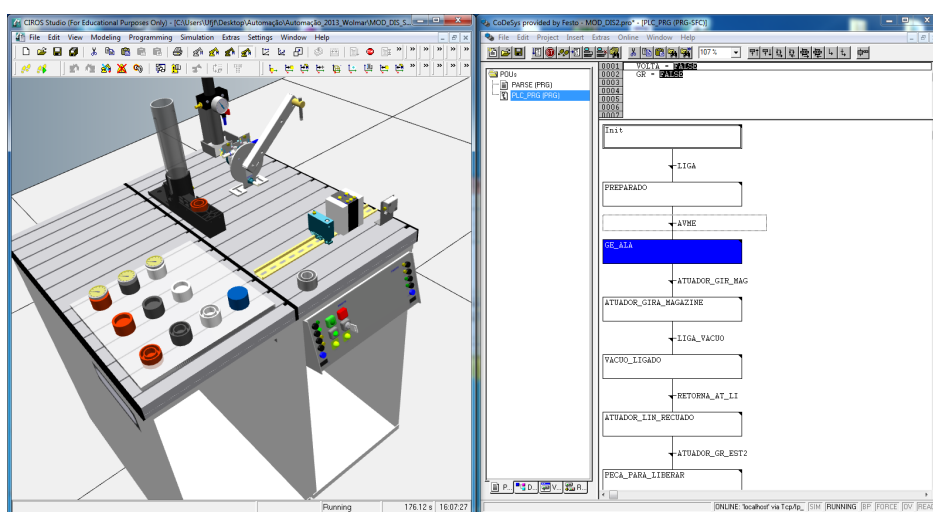 CIROS Studio (For Educational Purposes Only) - [C:\Users\Ufjf\Desktop\Automação\Automação_2013_Wolmar\MOD_DIS_S...
File Edit View Modeling Programming Simulation Extras Settings Window Help
Running 176.12 s 16:07:27
CoDeSys provided by Festo - MOD_DIS2.pro* - [PLC_PRG (PRG-SFC)]
File Edit Project Insert Extras Online Window Help
107%
POUs
PARSE (PRG)
PLC_PRG (PRG)
0001 VOLTA = FALSE
0002 GR = FALSE
0003
0004
0005
0006
0007
Init
LIGA
PREPARADO
AVME
GE_ALA
ATUADOR_GIR_MAG
ATUADOR_GIRA_MAGAZINE
LIGA_VACUO
VACUO_LIGADO
RETORNA_AT_LI
ATUADOR_LIN_RECUADO
ATUADOR_GR_EST2
PECA_PARA_LIBERAR
P... D... V... R...
ONLINE: 'localhost' via Tcp/Ip_ SIM RUNNING BP FORCE OV READ